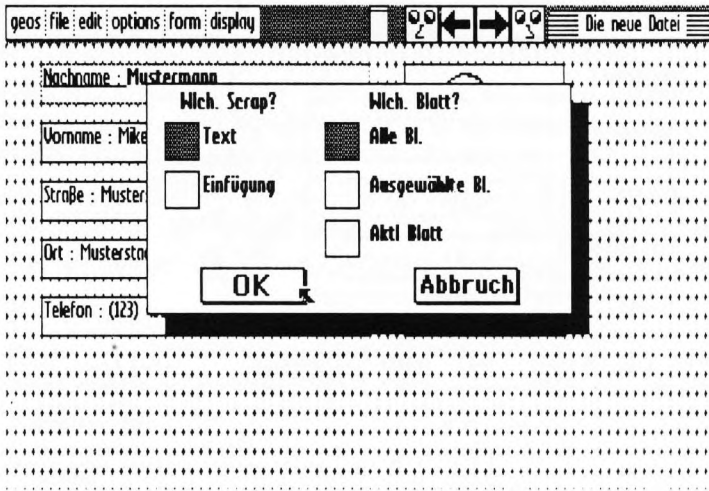 geos file edit options form display Die neue Datei
Nachname : Mustermann
Wlch. Scrap? Wlch. Blatt?
Vorname : Mike Text Alle Bl.
Straße : Muster Einfügung Ausgewählte Bl.
Ort : Mustersta Aktl Blatt
OK Abbruch
Telefon : (123)